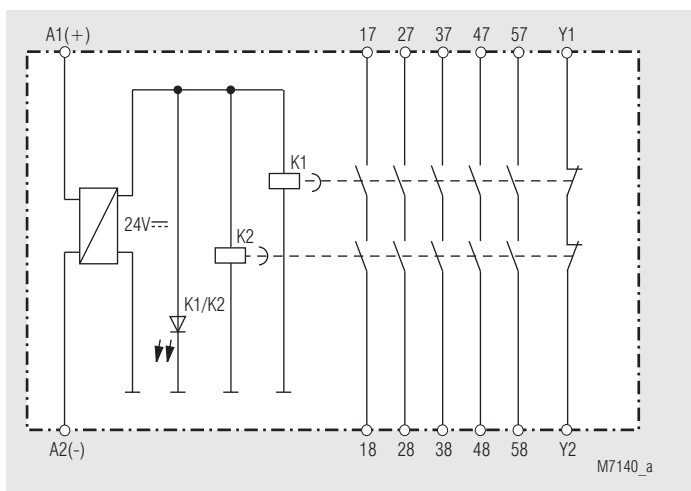 A1(+) 17 27 37 47 57 Y1
K1
24V
K2
K1/K2
A2(-) 18 28 38 48 58 Y2
M7140_a